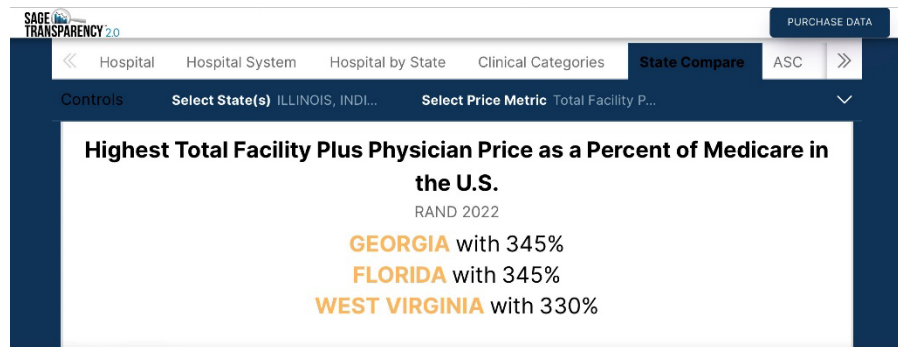 SAGE
TRANSPARENCY 2.0
PURCHASE DATA
Hospital Hospital System Hospital by State Clinical Categories State Compare ASC
Controls Select State(s) ILLINOIS, INDI... Select Price Metric Total Facility P...
Highest Total Facility Plus Physician Price as a Percent of Medicare in
the U.S.
RAND 2022
GEORGIA with 345%
FLORIDA with 345%
WEST VIRGINIA with 330%